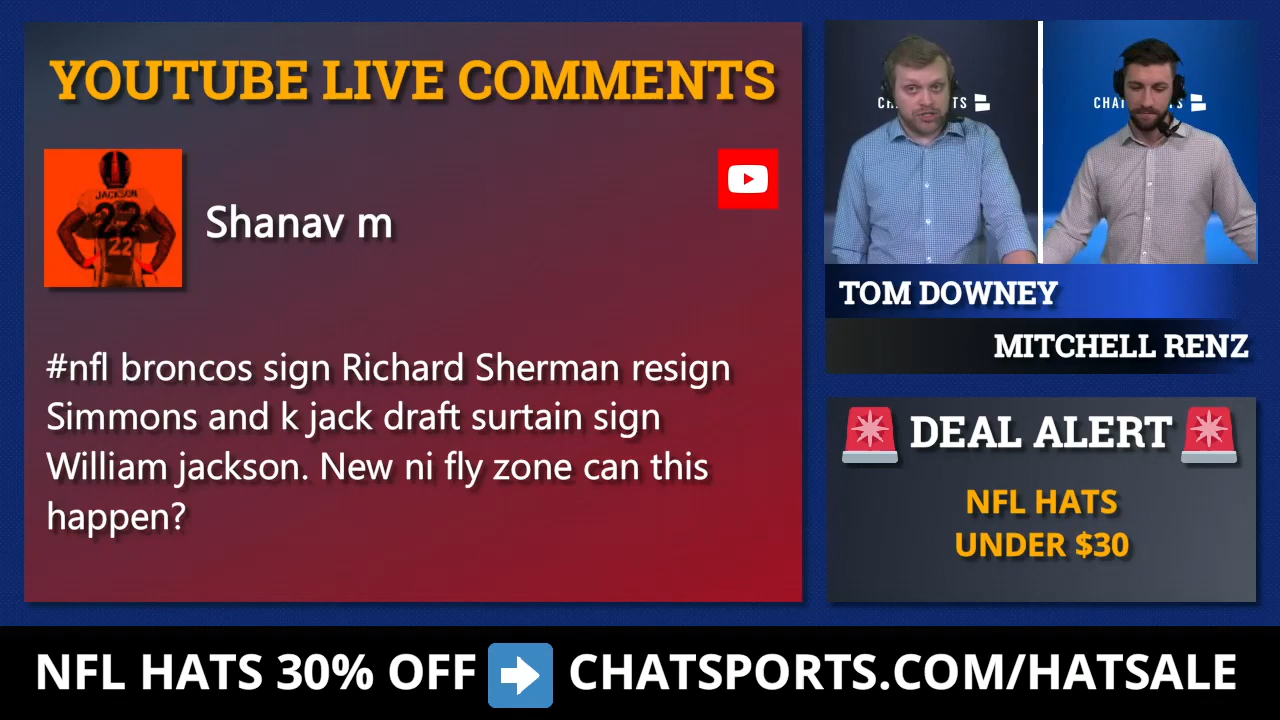 YOUTUBE LIVE COMMENTS
JACKSON
22
22
Shanav m
#nfl broncos sign Richard Sherman resign
Simmons and k jack draft surtain sign
William jackson. New ni fly zone can this
happen?
TOM DOWNEY
MITCHELL RENZ
DEAL ALERT
NFL HATS
UNDER $30
NFL HATS 30% OFF CHATSPORTS.COM/HATSALE